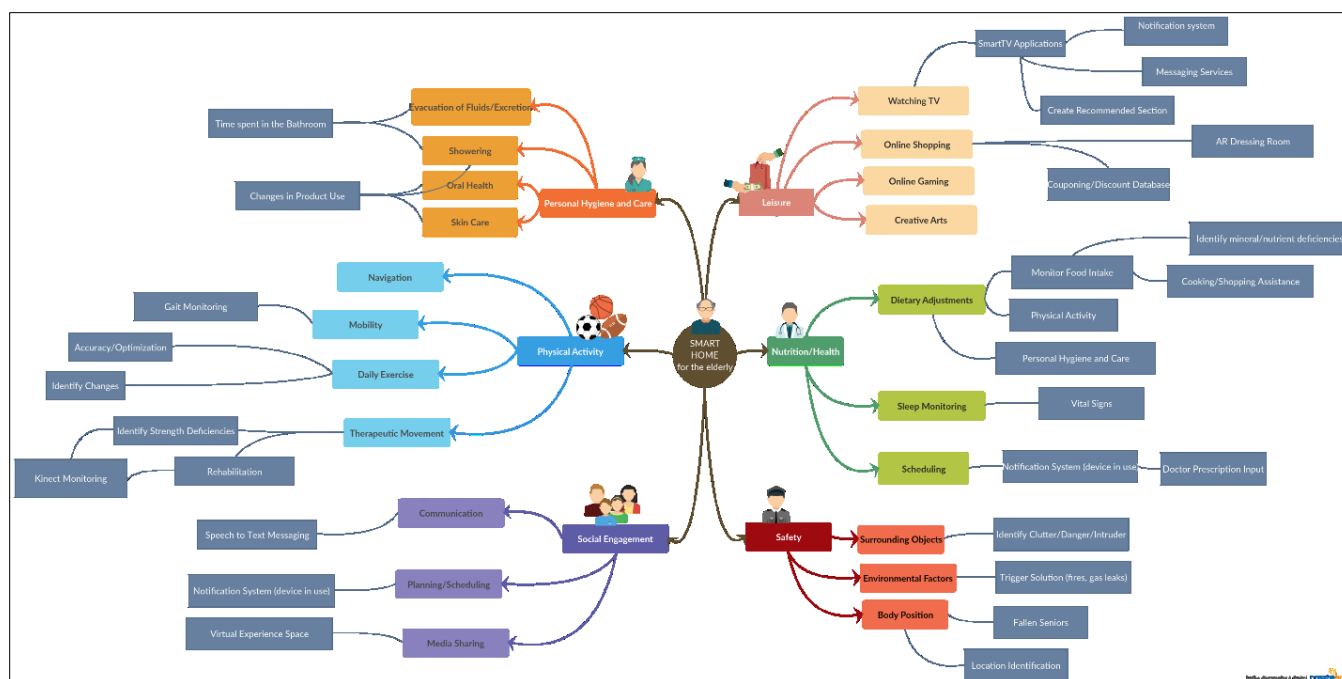 Notification system
SmartTV Applications
Messaging Services
Watching TV
Create Recommended Section
Evacuation of Fluids/Excretion
Time spent in the Bathroom
Showering
Online Shopping
AR Dressing Room
Oral Health
Changes in Product Use
Online Gaming
Couponing/Discount Database
Personal Hygiene and Care
Leisure
Skin Care
Creative Arts
Identify mineral/nutrient deficiencies
Navigation
Monitor Food Intake
Cooking/Shopping Assistance
Dietary Adjustments
Gait Monitoring
Mobility
Physical Activity
SMART
HOME
for the elderly
Physical Activity
Nutrition/Health
Accuracy/Optimization
Personal Hygiene and Care
Daily Exercise
Identify Changes
Sleep Monitoring
Vital Signs
Identify Strength Deficiencies
Therapeutic Movement
Kinect Monitoring
Rehabilitation
Scheduling
Notification System (device in use)
Doctor Prescription Input
Communication
Speech to Text Messaging
Social Engagement
Safety
Surrounding Objects
Identify Clutter/Danger/Intruder
Environmental Factors
Trigger Solution (fires, gas leaks)
Planning/Scheduling
Notification System (device in use)
Body Position
Fallen Seniors
Virtual Experience Space
Media Sharing
Location Identification